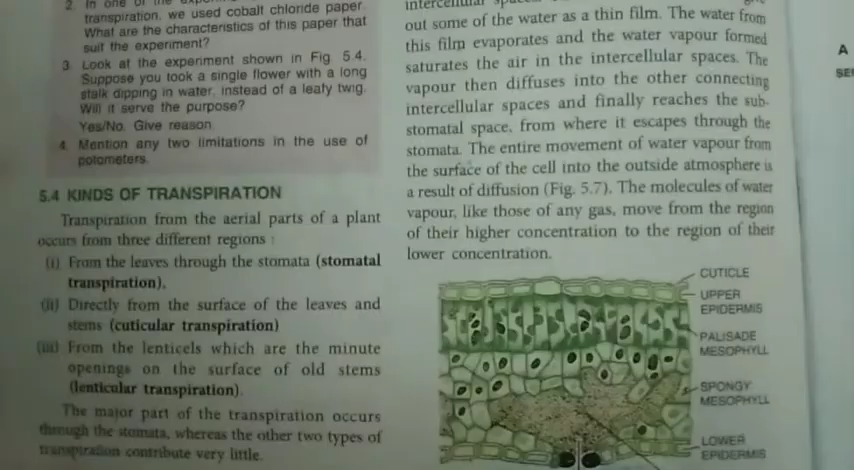 2 In one of the
transpiration, we used cobalt chloride paper.
What are the characteristics of this paper that
suit the experiment?
3 Look at the experiment shown in Fig. 5.4.
Suppose you took a single flower with a long
stalk dipping in water, instead of a leafy twig.
Will it serve the purpose?
Yes/No. Give reason
4. Mention any two limitations in the use of
potometers.
5.4 KINDS OF TRANSPIRATION
Transpiration from the aerial parts of a plant
occurs from three different regions :
(i) From the leaves through the stomata (stomatal
transpiration),
(ii) Directly from the surface of the leaves and
stems (cuticular transpiration)
(iii) From the lenticels which are the minute
openings on the surface of old stems
(lenticular transpiration).
The major part of the transpiration occurs
through the stomata, whereas the other two types of
transpiration contribute very little.
intercellular
out some of the water as a thin film. The water from
this film evaporates and the water vapour formed
saturates the air in the intercellular spaces. The
vapour then diffuses into the other connecting
intercellular spaces and finally reaches the sub-
stomatal space, from where it escapes through the
stomata. The entire movement of water vapour from
the surface of the cell into the outside atmosphere is
a result of diffusion (Fig. 5.7). The molecules of water
vapour, like those of any gas, move from the region
of their higher concentration to the region of their
lower concentration.
CUTICLE
UPPER
EPIDERMIS
PALISADE
MESOPHYLL
SPONGY
MESOPHYLL
LOWER
EPIDERMIS
A